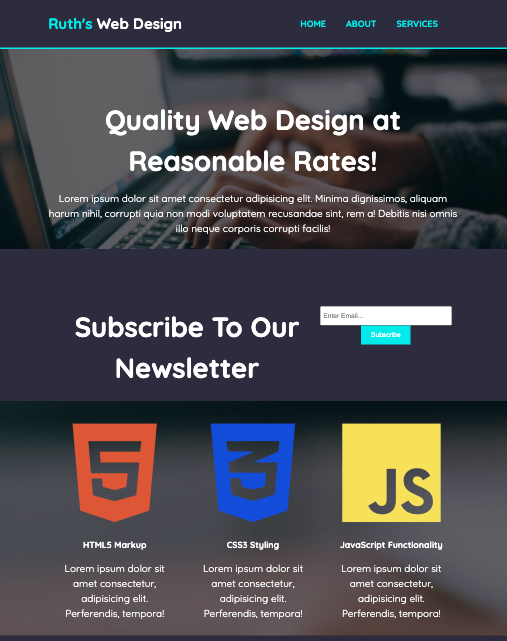 Ruth's Web Design
HOME ABOUT SERVICES
Quality Web Design at
Reasonable Rates!
Lorem ipsum dolor sit amet consectetur adipisicing elit. Minima dignissimos, aliquam
harum nihil, corrupti quia non modi voluptatem recusandae sint, rem a! Debitis nisi omnis
illo neque corporis corrupti facilis!
Subscribe To Our
Newsletter
Enter Email...
Subscribe
5
3
JS
HTML5 Markup
CSS3 Styling
JavaScript Functionality
Lorem ipsum dolor sit
amet consectetur,
adipisicing elit.
Perferendis, tempora!
Lorem ipsum dolor sit
amet consectetur,
adipisicing elit.
Perferendis, tempora!
Lorem ipsum dolor sit
amet consectetur,
adipisicing elit.
Perferendis, tempora!